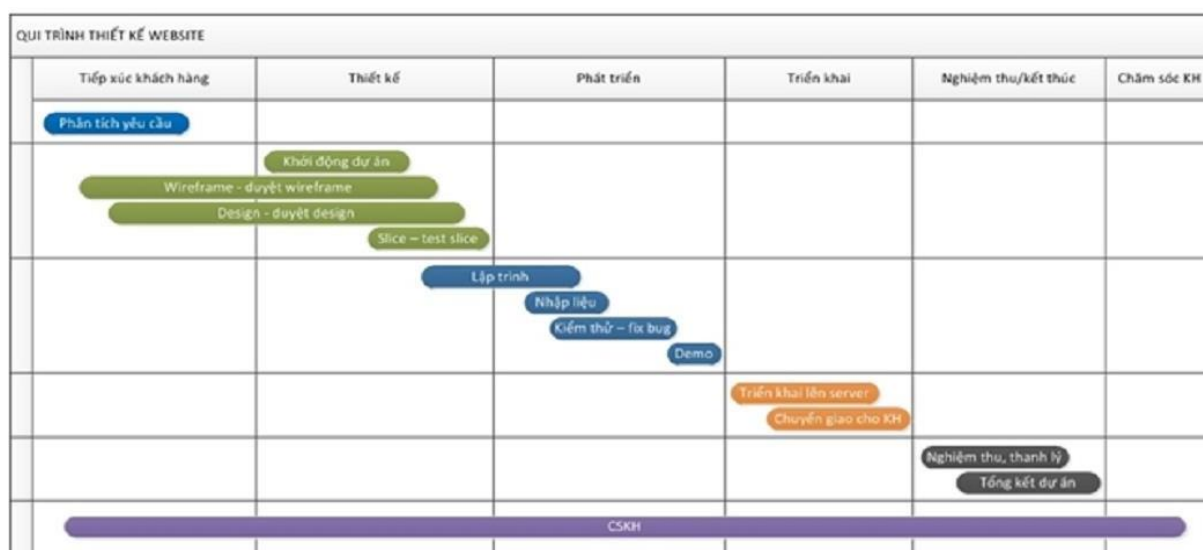 QUI TRÌNH THIẾT KẾ WEBSITE
Tiếp xúc khách hàng
Thiết kế
Phát triển
Triển khai
Nghiệm thu/kết thúc
Chăm sóc KH
Phân tích yêu cầu
Khởi động dự án
Wireframe - duyệt wireframe
Design - duyệt design
Slice – test slice
Lập trình
Nhập liệu
Kiểm thử – fix bug
Demo
Triển khai lên server
Chuyển giao cho KH
Nghiệm thu, thanh lý
Tổng kết dự án
CSKH